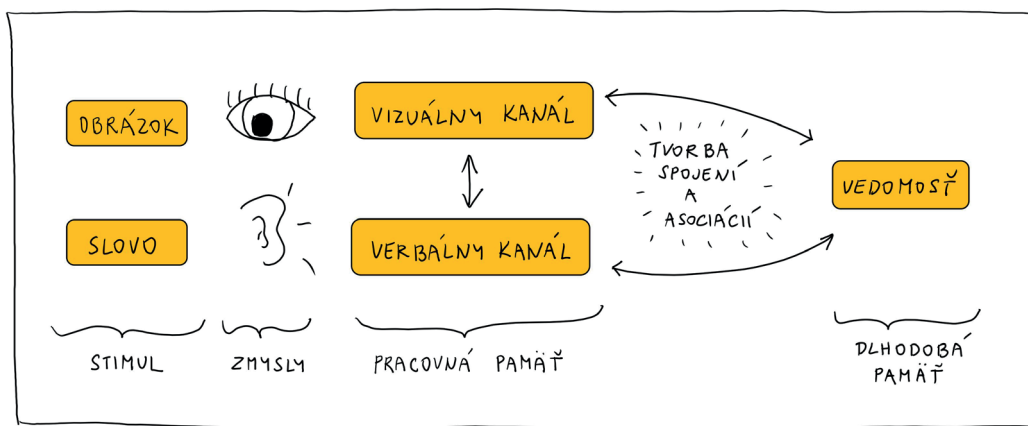 OBRÁZOK
VIZUÁLNY KANÁL
TVORBA
SPOJENÍ
A
ASOCIÁCIÍ
VEDOMOSŤ
SLOVO
VERBÁLNY KANÁL
STIMUL
ZMYSLY
PRACOVNÁ PAMÄŤ
DLHODOBÁ
PAMÄŤ